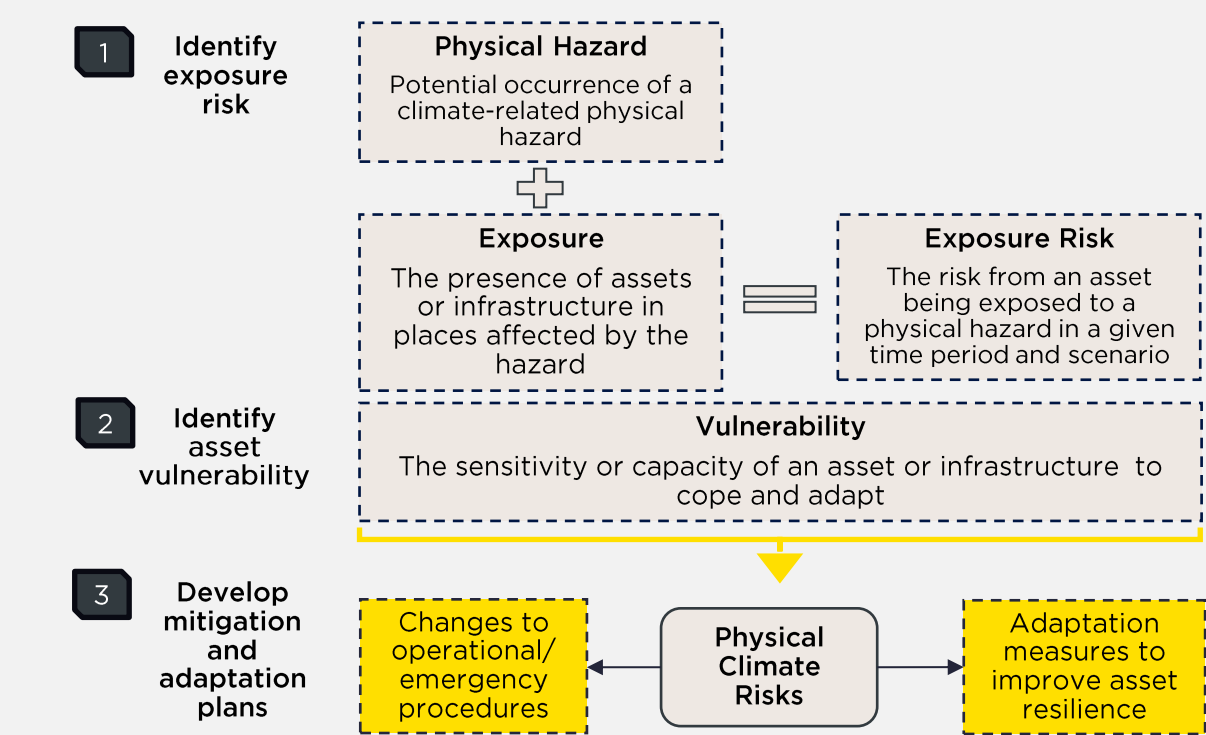 1
Identify
exposure
risk
Physical Hazard
Potential occurrence of a
climate-related physical
hazard
Exposure
The presence of assets
or infrastructure in
places affected by the
hazard
Exposure Risk
The risk from an asset
being exposed to a
physical hazard in a given
time period and scenario
2
Identify
asset
vulnerability
Vulnerability
The sensitivity or capacity of an asset or infrastructure to
cope and adapt
3
Develop
mitigation
and
adaptation
plans
Changes to
operational/
emergency
procedures
Physical
Climate
Risks
Adaptation
measures to
improve asset
resilience